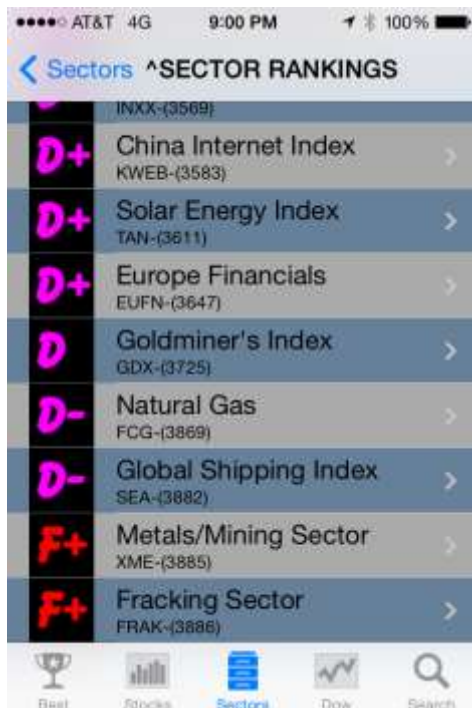 AT&T 4G 9:00 PM 100%
Sectors ^SECTOR RANKINGS
INXX-(3569)
D+ China Internet Index
KWEB-(3583)
D+ Solar Energy Index
TAN-(3611)
D+ Europe Financials
EUFN-(3647)
D Goldminer's Index
GDX-(3725)
D- Natural Gas
FCG-(3869)
D- Global Shipping Index
SEA-(3882)
F+ Metals/Mining Sector
XME-(3885)
F+ Fracking Sector
FRAK-(3886)
Best Stocks Sectors Dow Search